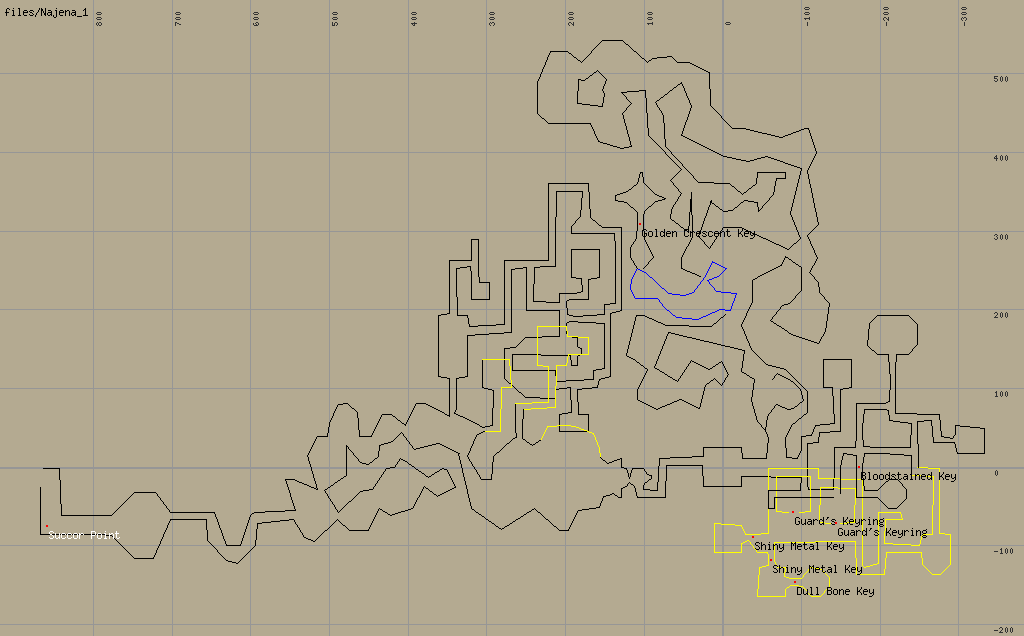 files/Najena_1
800
700
600
500
400
300
200
100
0
-100
-200
-300
500
400
300
Golden Crescent Key
200
100
0
Bloodstained Key
Guard's Keyring
Succor Point
Guard's Keyring
Shiny Metal Key
-100
Shiny Metal Key
Dull Bone Key
-200